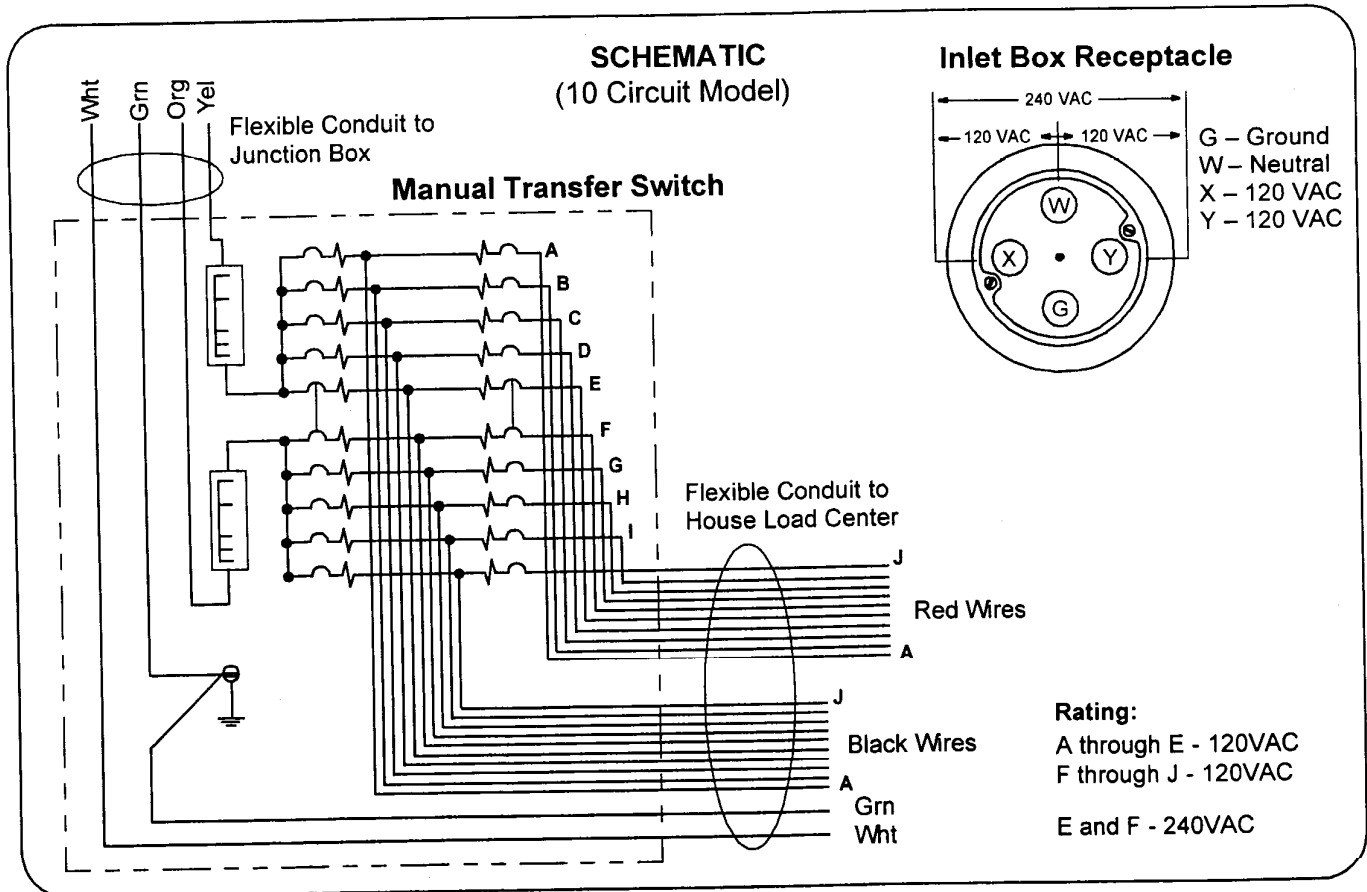 SCHEMATIC
(10 Circuit Model)
Inlet Box Receptacle
Wht
Grn
Org
Yel
Flexible Conduit to
Junction Box
240 VAC
120 VAC
120 VAC
G – Ground
W – Neutral
X – 120 VAC
Y – 120 VAC
W
X
Y
G
Manual Transfer Switch
A
B
C
D
E
F
G
H
I
Flexible Conduit to
House Load Center
J
Red Wires
A
J
Black Wires
A
Grn
Wht
Rating:
A through E - 120VAC
F through J - 120VAC
E and F - 240VAC